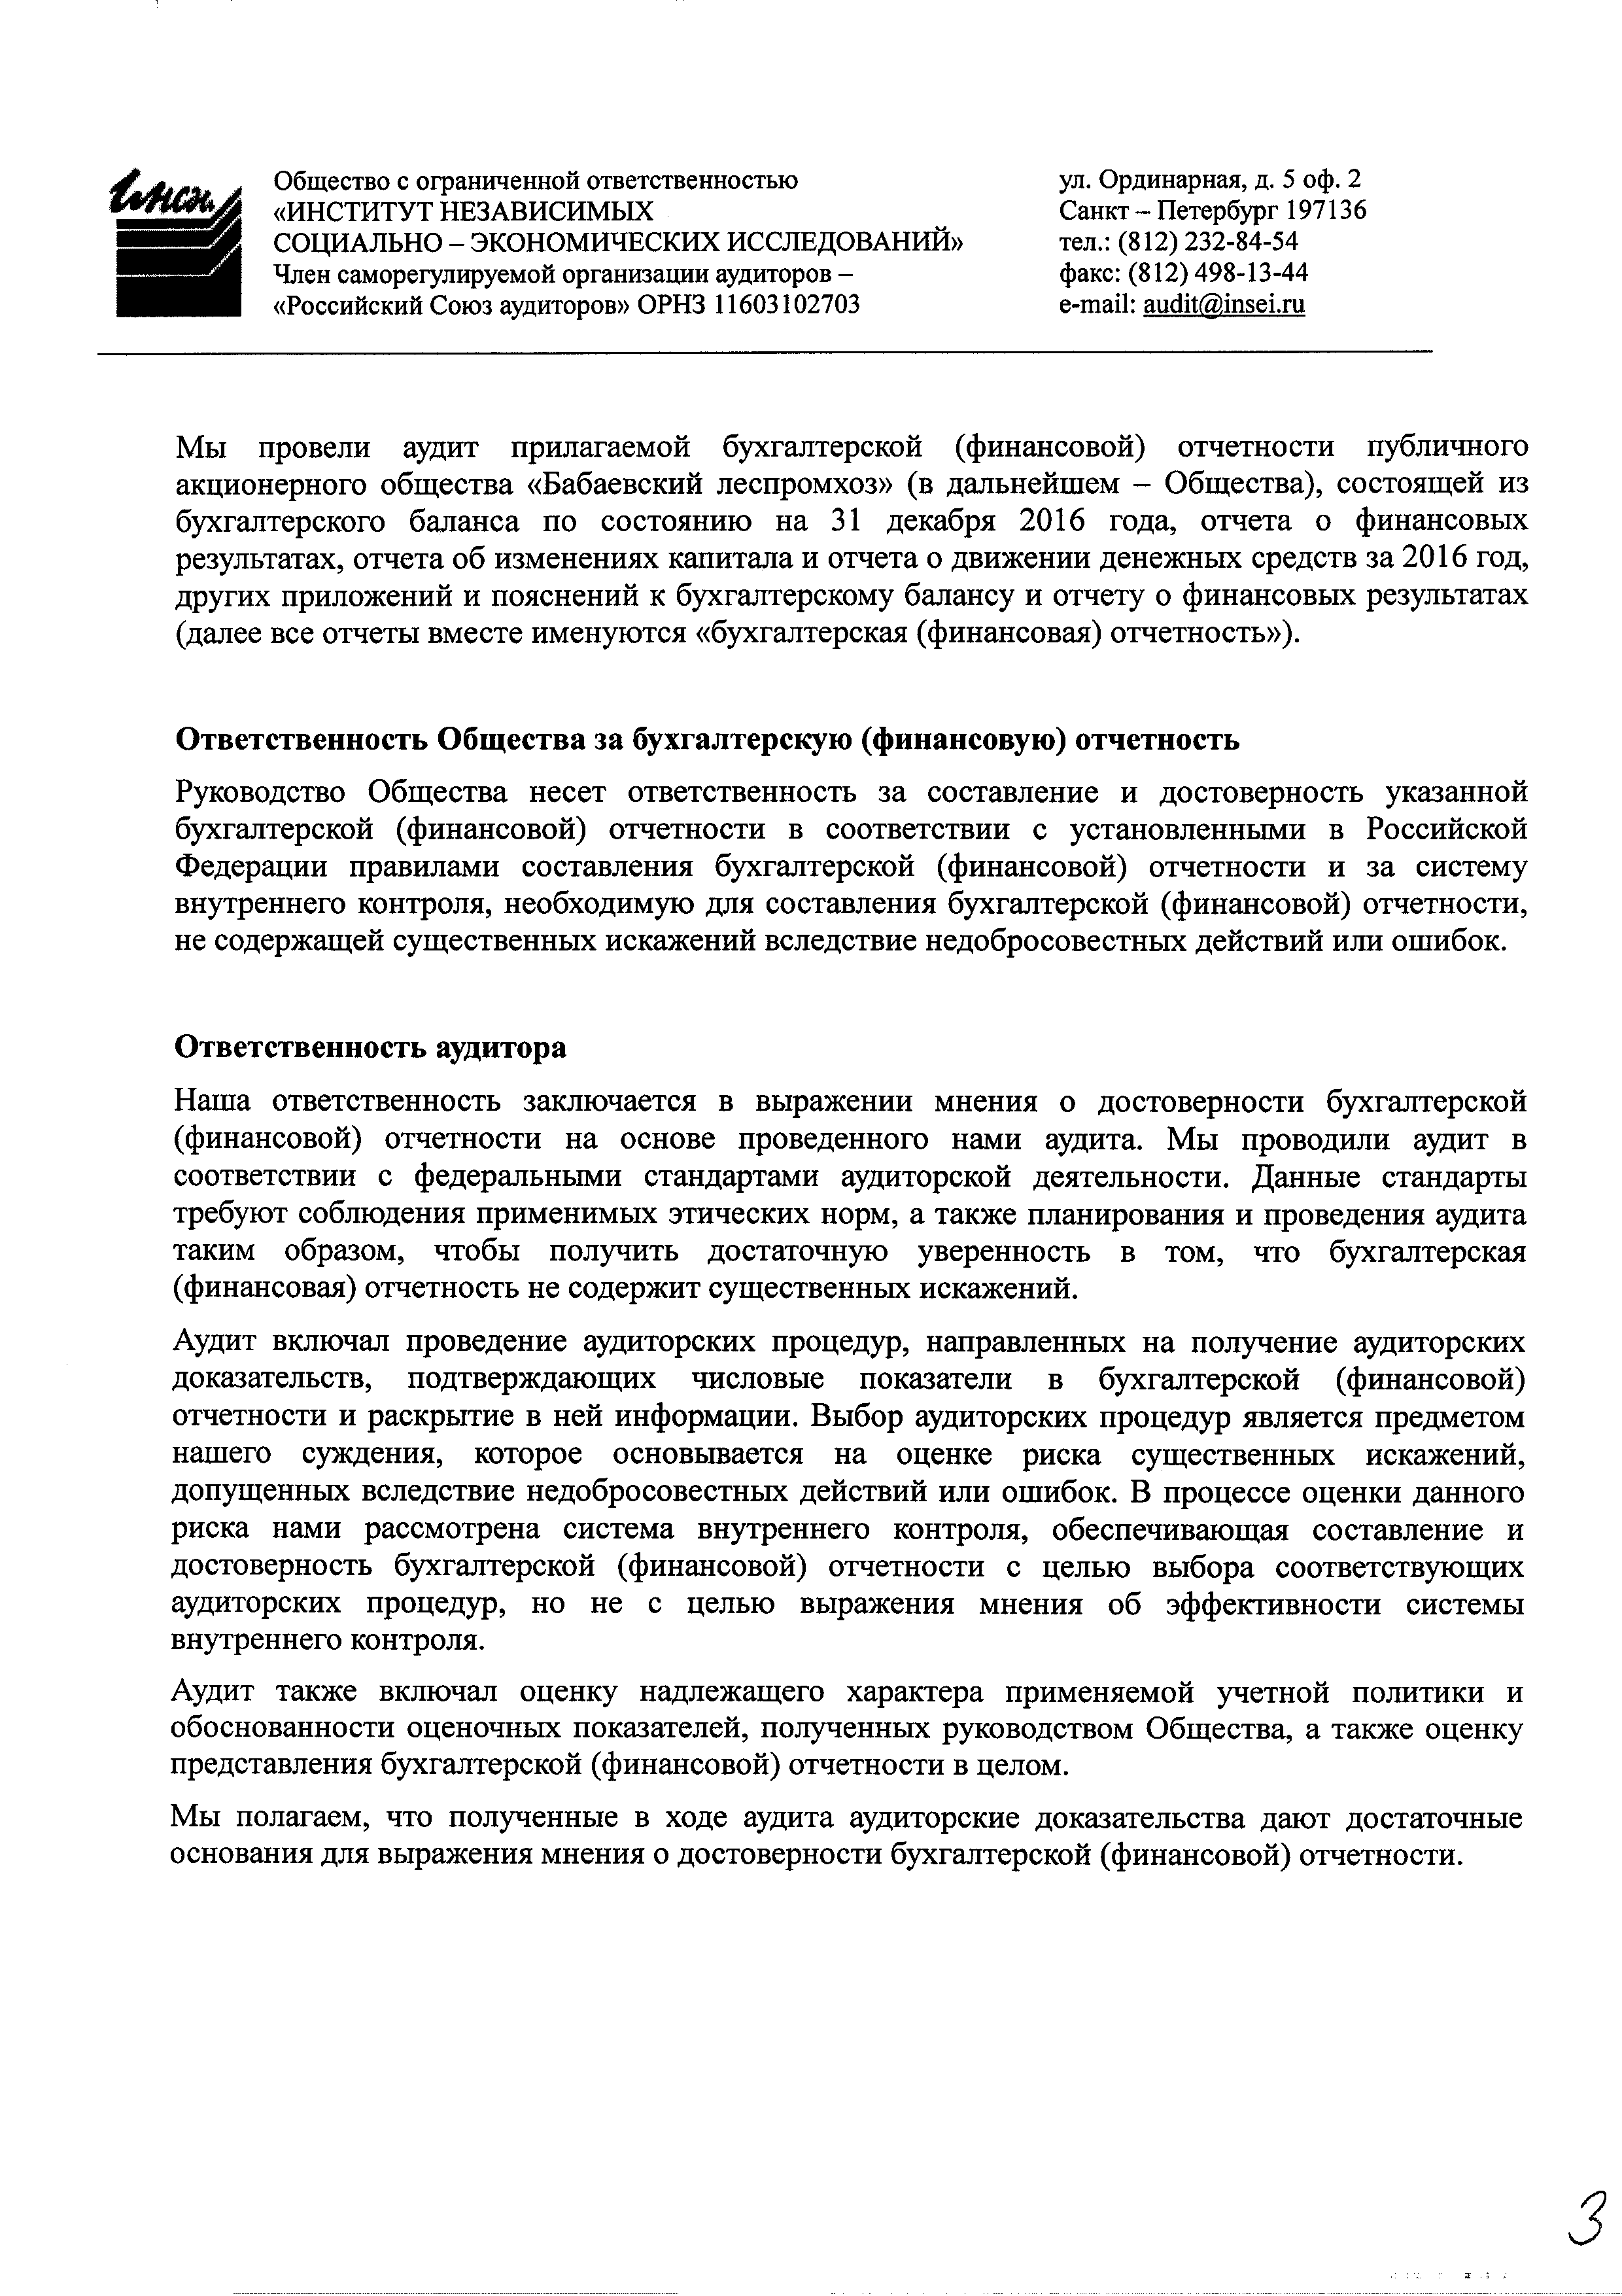 инсэи
Общество с ограниченной ответственностью
«ИНСТИТУТ НЕЗАВИСИМЫХ
СОЦИАЛЬНО – ЭКОНОМИЧЕСКИХ ИССЛЕДОВАНИЙ»
Член саморегулируемой организации аудиторов –
«Российский Союз аудиторов» ОРНЗ 11603102703
ул. Ординарная, д. 5 оф. 2
Санкт – Петербург 197136
тел.: (812) 232-84-54
факс: (812) 498-13-44
e-mail: audit@insei.ru
Мы провели аудит прилагаемой бухгалтерской (финансовой) отчетности публичного
акционерного общества «Бабаевский леспромхоз» (в дальнейшем – Общества), состоящей из
бухгалтерского баланса по состоянию на 31 декабря 2016 года, отчета о финансовых
результатах, отчета об изменениях капитала и отчета о движении денежных средств за 2016 год,
других приложений и пояснений к бухгалтерскому балансу и отчету о финансовых результатах
(далее все отчеты вместе именуются «бухгалтерская (финансовая) отчетность»).
Ответственность Общества за бухгалтерскую (финансовую) отчетность
Руководство Общества несет ответственность за составление и достоверность указанной
бухгалтерской (финансовой) отчетности в соответствии с установленными в Российской
Федерации правилами составления бухгалтерской (финансовой) отчетности и за систему
внутреннего контроля, необходимую для составления бухгалтерской (финансовой) отчетности,
не содержащей существенных искажений вследствие недобросовестных действий или ошибок.
Ответственность аудитора
Наша ответственность заключается в выражении мнения о достоверности бухгалтерской
(финансовой) отчетности на основе проведенного нами аудита. Мы проводили аудит в
соответствии с федеральными стандартами аудиторской деятельности. Данные стандарты
требуют соблюдения применимых этических норм, а также планирования и проведения аудита
таким образом, чтобы получить достаточную уверенность в том, что бухгалтерская
(финансовая) отчетность не содержит существенных искажений.
Аудит включал проведение аудиторских процедур, направленных на получение аудиторских
доказательств, подтверждающих числовые показатели в бухгалтерской (финансовой)
отчетности и раскрытие в ней информации. Выбор аудиторских процедур является предметом
нашего суждения, которое основывается на оценке риска существенных искажений,
допущенных вследствие недобросовестных действий или ошибок. В процессе оценки данного
риска нами рассмотрена система внутреннего контроля, обеспечивающая составление и
достоверность бухгалтерской (финансовой) отчетности с целью выбора соответствующих
аудиторских процедур, но не с целью выражения мнения об эффективности системы
внутреннего контроля.
Аудит также включал оценку надлежащего характера применяемой учетной политики и
обоснованности оценочных показателей, полученных руководством Общества, а также оценку
представления бухгалтерской (финансовой) отчетности в целом.
Мы полагаем, что полученные в ходе аудита аудиторские доказательства дают достаточные
основания для выражения мнения о достоверности бухгалтерской (финансовой) отчетности.
3